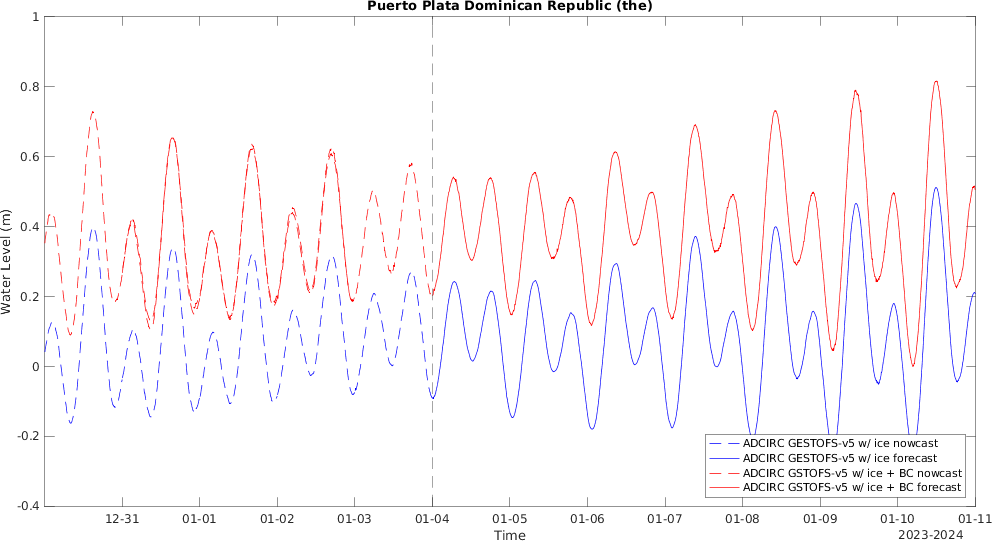 Puerto Plata Dominican Republic (the)
Water Level (m)
1
0.8
0.6
0.4
0.2
0
-0.2
-0.4
ADCIRC GESTOFS-v5 w/ ice nowcast
ADCIRC GESTOFS-v5 w/ ice forecast
ADCIRC GSTOFS-v5 w/ ice + BC nowcast
ADCIRC GSTOFS-v5 w/ ice + BC forecast
12-31 01-01 01-02 01-03 01-04 01-05 01-06 01-07 01-08 01-09 01-10 01-11
Time
2023-2024